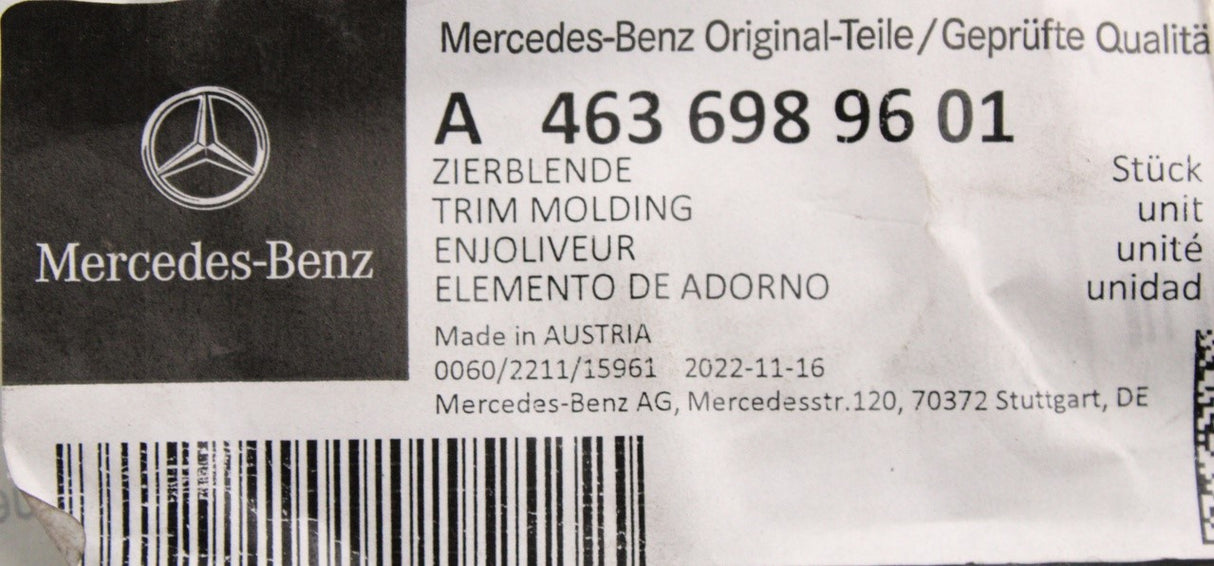 Mercedes-Benz Original-Teile/Geprüfte Qualitä
A 463 698 96 01
ZIERBLENDE Stück
TRIM MOLDING unit
ENJOLIVEUR unité
ELEMENTO DE ADORNO unidad
Made in AUSTRIA
0060/2211/15961 2022-11-16
Mercedes-Benz AG, Mercedesstr.120, 70372 Stuttgart, DE
Mercedes-Benz